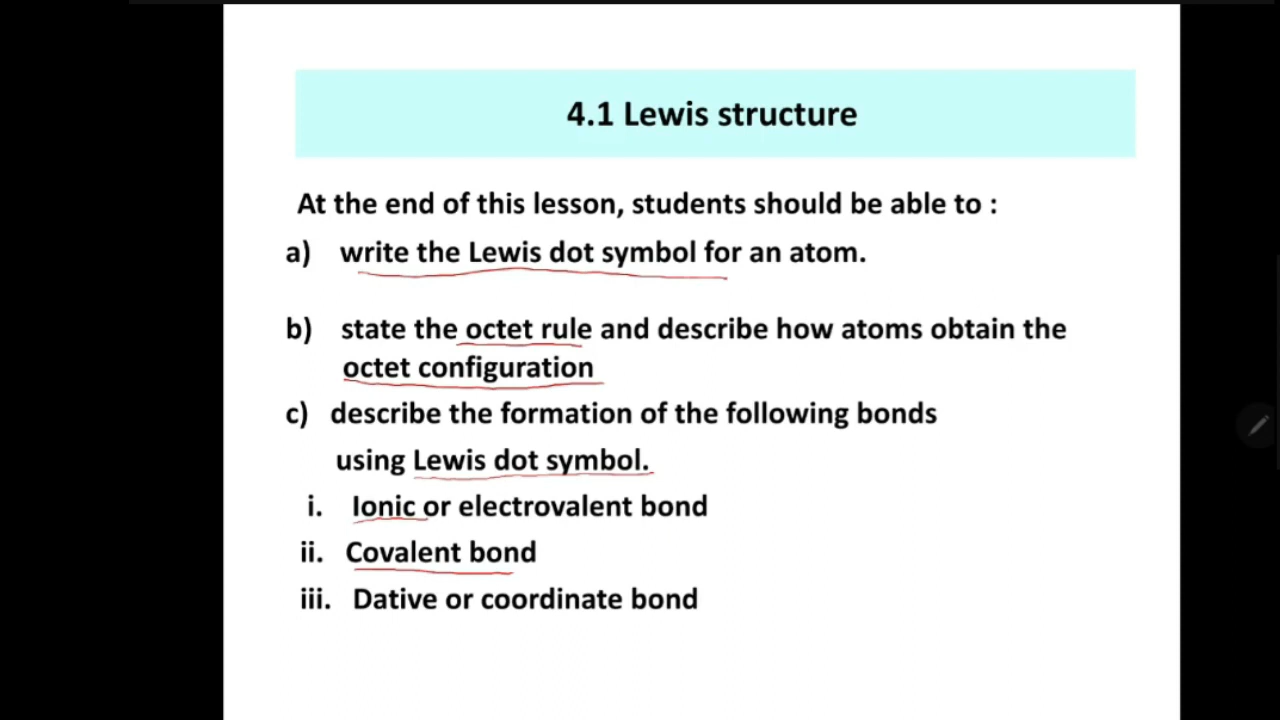 4.1 Lewis structure
At the end of this lesson, students should be able to :
a) write the Lewis dot symbol for an atom.
b) state the octet rule and describe how atoms obtain the
octet configuration
c) describe the formation of the following bonds
using Lewis dot symbol.
i. Ionic or electrovalent bond
ii. Covalent bond
iii. Dative or coordinate bond